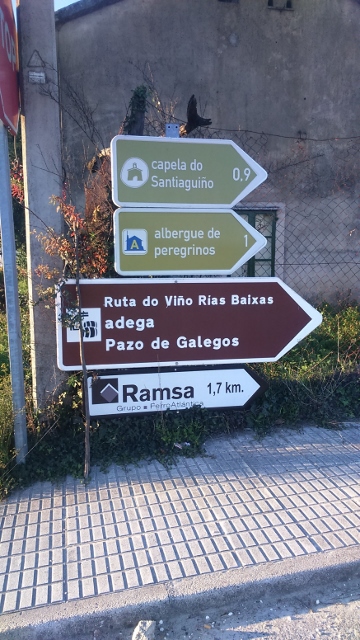 capela do
Santiaguiño
0,9
albergue de
peregrinos
1
A
Ruta do Viño Rías Baixas
adega
Pazo de Galegos
Ramsa 1,7 km.
Grupo